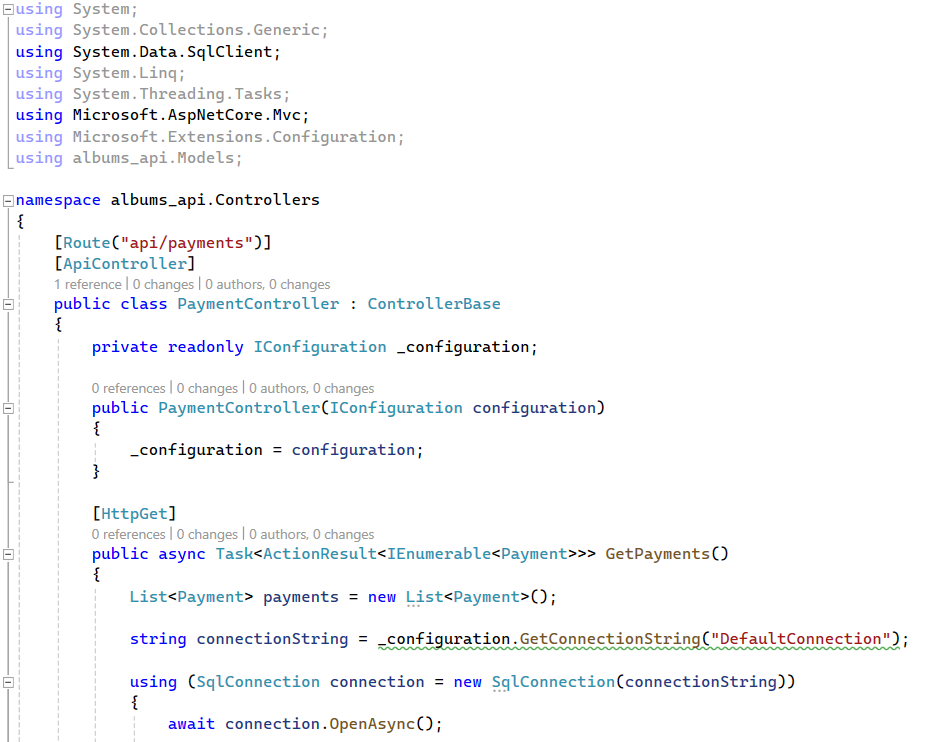 using System;
using System.Collections.Generic;
using System.Data.SqlClient;
using System.Linq;
using System.Threading.Tasks;
using Microsoft.AspNetCore.Mvc;
using Microsoft.Extensions.Configuration;
using albums_api.Models;

namespace albums_api.Controllers
{
    [Route("api/payments")]
    [ApiController]
    1 reference | 0 changes | 0 authors, 0 changes
    public class PaymentController : ControllerBase
    {
        private readonly IConfiguration _configuration;

        0 references | 0 changes | 0 authors, 0 changes
        public PaymentController(IConfiguration configuration)
        {
            _configuration = configuration;
        }

        [HttpGet]
        0 references | 0 changes | 0 authors, 0 changes
        public async Task<ActionResult<IEnumerable<Payment>>> GetPayments()
        {
            List<Payment> payments = new List<Payment>();

            string connectionString = _configuration.GetConnectionString("DefaultConnection");

            using (SqlConnection connection = new SqlConnection(connectionString))
            {
                await connection.OpenAsync();